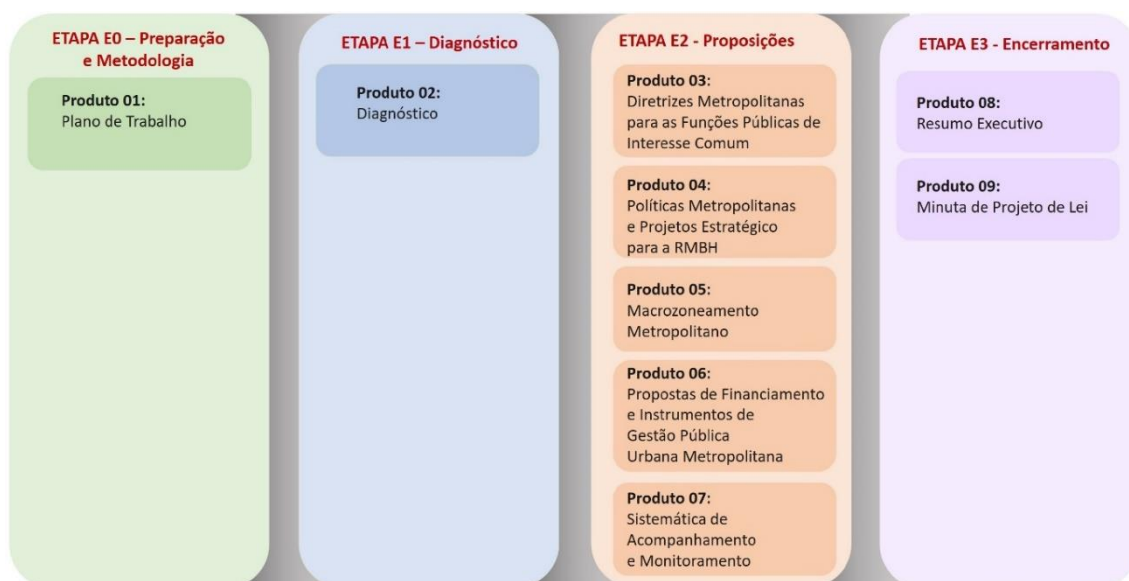 ETAPA E0 – Preparação
e Metodologia
Produto 01:
Plano de Trabalho
ETAPA E1 – Diagnóstico
Produto 02:
Diagnóstico
ETAPA E2 - Proposições
Produto 03:
Diretrizes Metropolitanas
para as Funções Públicas de
Interesse Comum
Produto 04:
Políticas Metropolitanas
e Projetos Estratégico
para a RMBH
Produto 05:
Macrozoneamento
Metropolitano
Produto 06:
Propostas de Financiamento
e Instrumentos de
Gestão Pública
Urbana Metropolitana
Produto 07:
Sistemática de
Acompanhamento
e Monitoramento
ETAPA E3 - Encerramento
Produto 08:
Resumo Executivo
Produto 09:
Minuta de Projeto de Lei